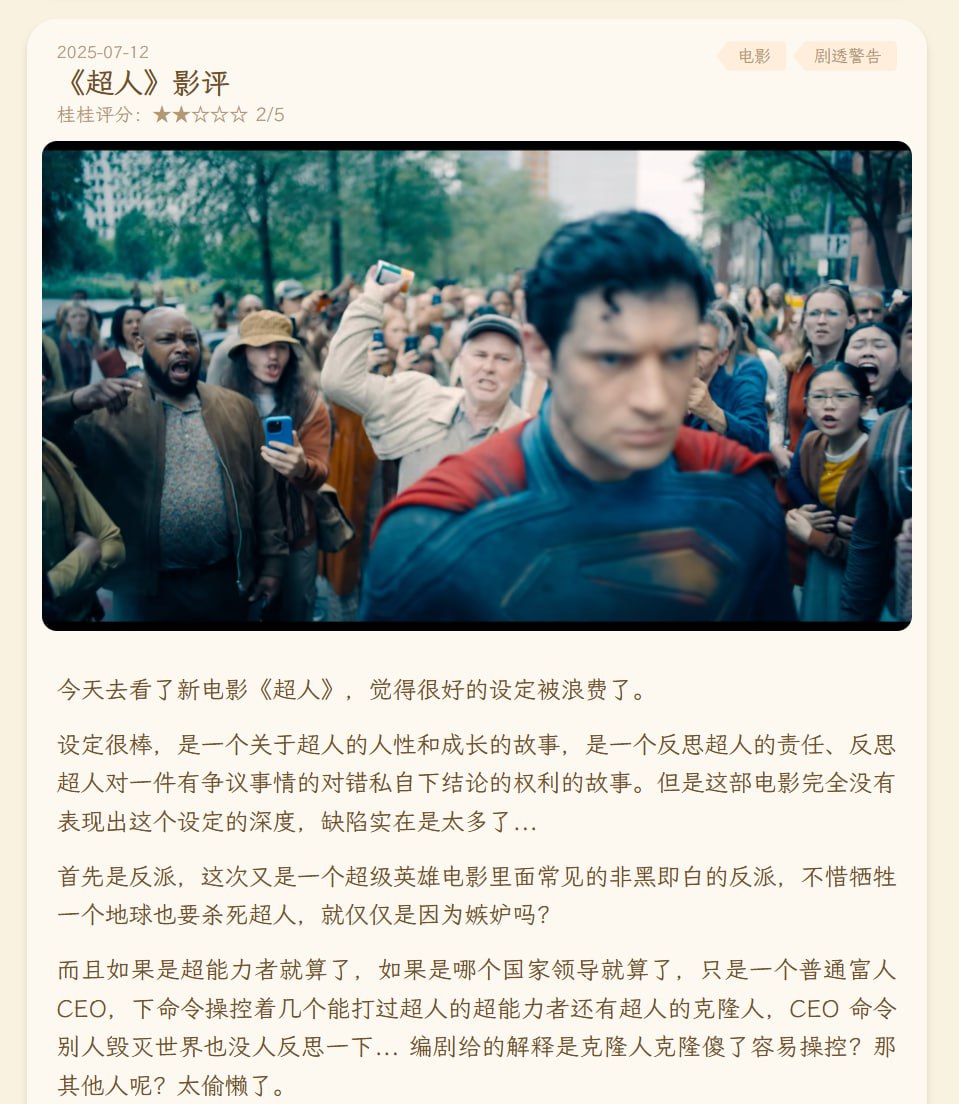 2025-07-12
电影
剧透警告
《超人》影评
桂桂评分：★★☆☆☆ 2/5
今天去看了新电影《超人》，觉得很好的设定被浪费了。
设定很棒，是一个关于超人的人性和成长的故事，是一个反思超人的责任、反思
超人对一件有争议事情的对错私自下结论的权利的故事。但是这部电影完全没有
表现出这个设定的深度，缺陷实在是太多了...
首先是反派，这次又是一个超级英雄电影里面常见的非黑即白的反派，不惜牺牲
一个地球也要杀死超人，就仅仅是因为嫉妒吗？
而且如果是超能力者就算了，如果是哪个国家领导就算了，只是一个普通富人
CEO，下命令操控着几个能打过超人的超能力者还有超人的克隆人，CEO 命令
别人毁灭世界也没人反思一下... 编剧给的解释是克隆人克隆傻了容易操控？那
其他人呢？太偷懒了。